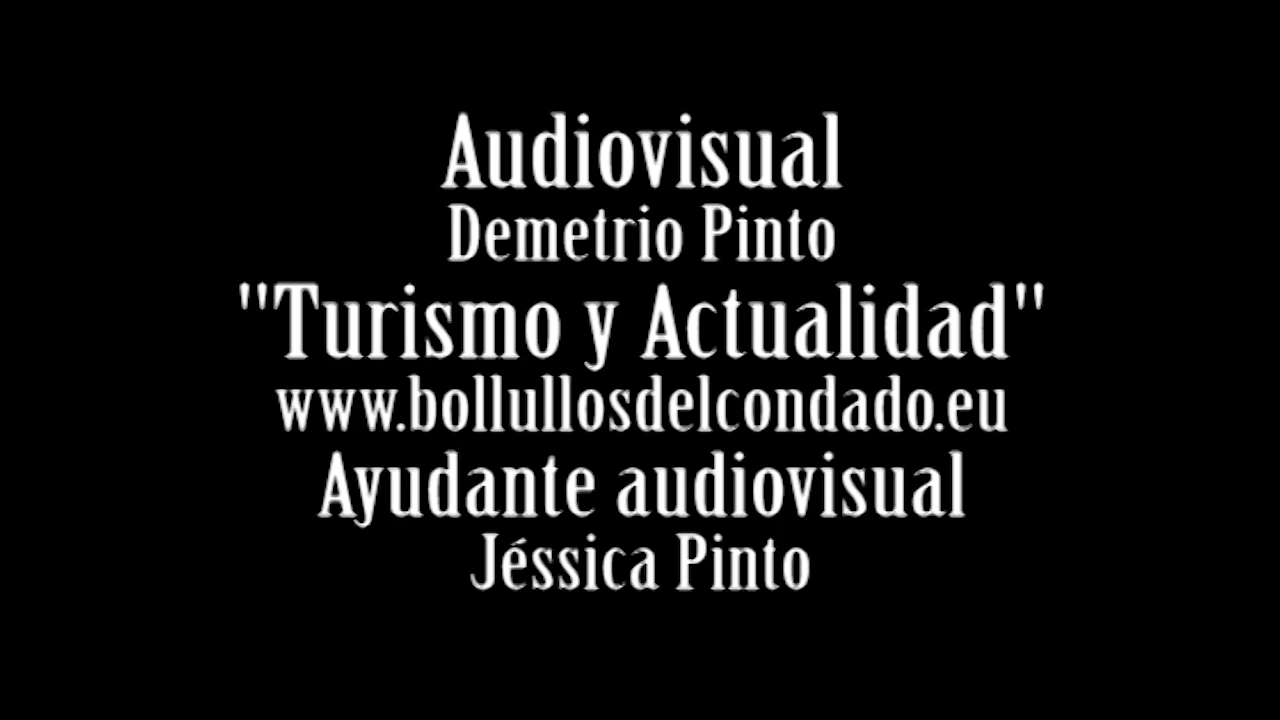 Audiovisual
Demetrio Pinto
"Turismo y Actualidad"
www.bollullosdelcondado.eu
Ayudante audiovisual
Jéssica Pinto